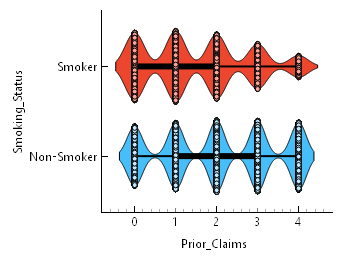 Smoking_Status
Smoker
Non-Smoker
0 1 2 3 4
Prior_Claims